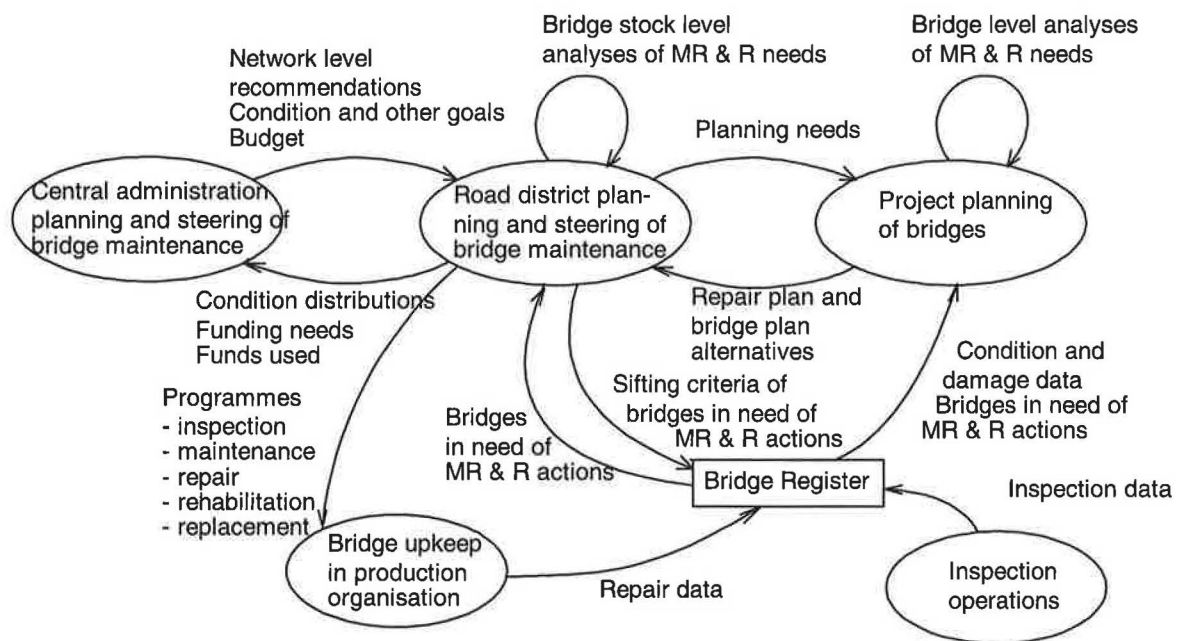 Bridge stock level
analyses of MR & R needs
Bridge level analyses
of MR & R needs
Network level
recommendations
Condition and other goals
Budget
Planning needs
Central administration
planning and steering of
bridge maintenance
Road district plan-
ning and steering of
bridge maintenance
Project planning
of bridges
Condition distributions
Funding needs
Funds used
Repair plan and
bridge plan
alternatives
Programmes
- inspection
- maintenance
- repair
- rehabilitation
- replacement
Bridges
in need of
MR & R actions
Sifting criteria of
bridges in need of
MR & R actions
Condition and
damage data
Bridges in need of
MR & R actions
Bridge Register
Inspection data
Bridge upkeep
in production
organisation
Repair data
Inspection
operations